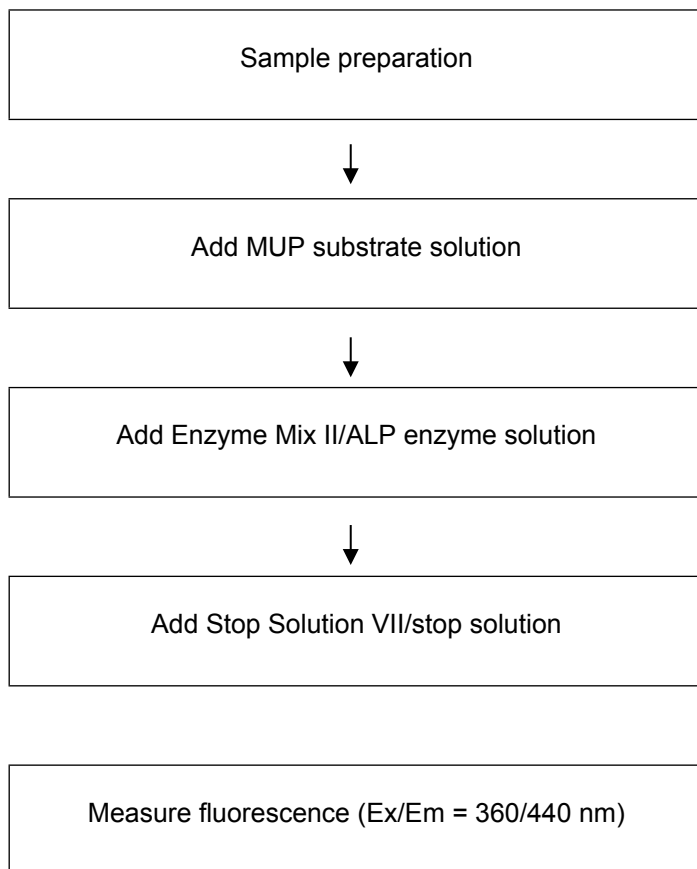 Sample preparation
Add MUP substrate solution
Add Enzyme Mix II/ALP enzyme solution
Add Stop Solution VII/stop solution
Measure fluorescence (Ex/Em = 360/440 nm)